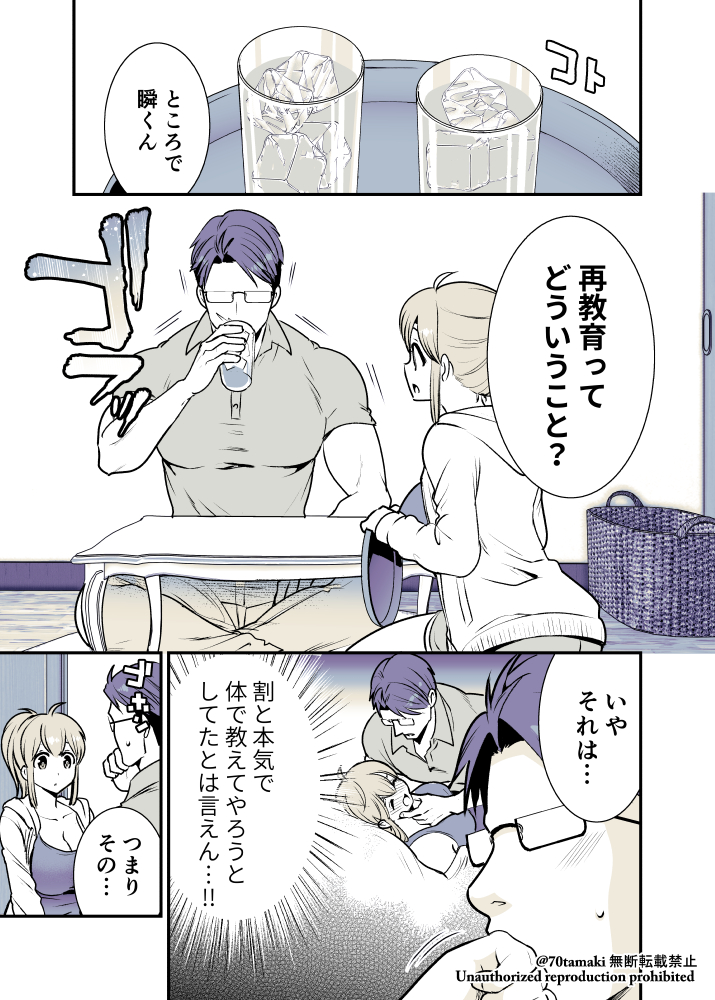 コト
ところで
瞬くん
再教育って
どういうこと?
ゴフッ
いや
それは…
割と本気で
体で教えてやろうと
してたとは言えん…!!
ゴホッ
つまり
その…
@70tamaki 無断転載禁止
Unauthorized reproduction prohibited